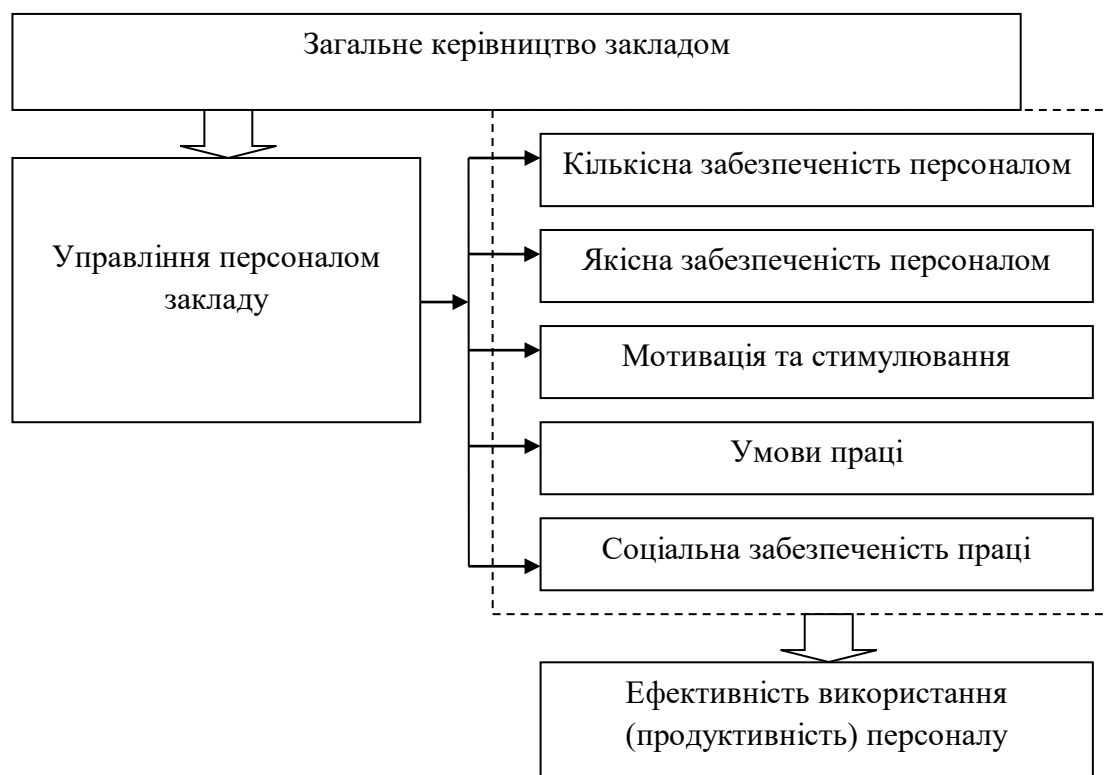 Загальне керівництво закладом
Управління персоналом
закладу
Кількісна забезпеченість персоналом
Якісна забезпеченість персоналом
Мотивація та стимулювання
Умови праці
Соціальна забезпеченість праці
Ефективність використання
(продуктивність) персоналу